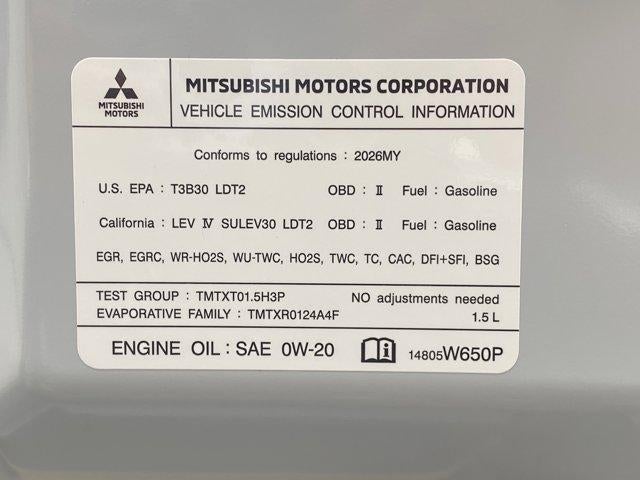 MITSUBISHI
MOTORS
MITSUBISHI MOTORS CORPORATION
VEHICLE EMISSION CONTROL INFORMATION
Conforms to regulations : 2026MY
U.S. EPA : T3B30 LDT2 OBD : Ⅱ Fuel : Gasoline
California : LEV Ⅳ SULEV30 LDT2 OBD : Ⅱ Fuel : Gasoline
EGR, EGRC, WR-HO2S, WU-TWC, HO2S, TWC, TC, CAC, DFI+SFI, BSG
TEST GROUP : TMTXT01.5H3P NO adjustments needed
EVAPORATIVE FAMILY : TMTXR0124A4F 1.5 L
ENGINE OIL : SAE 0W-20 14805W650P